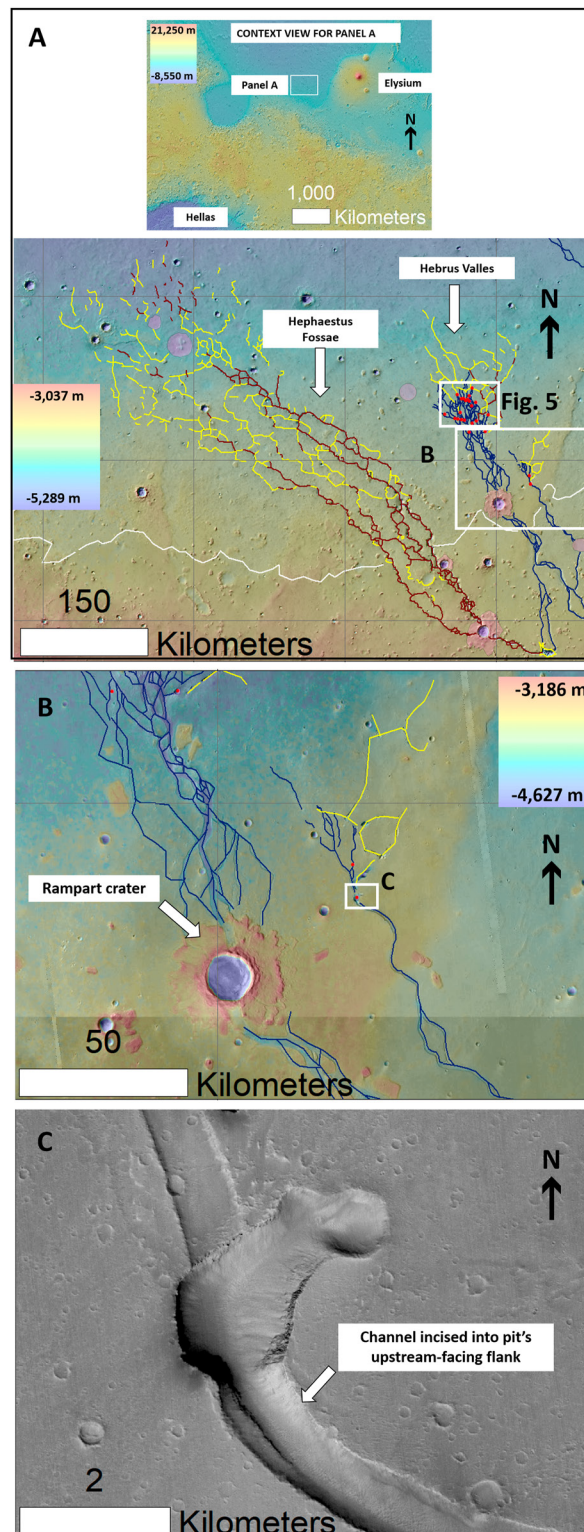 A
21,250 m
-8,550 m
CONTEXT VIEW FOR PANEL A
Panel A
Elysium
N
1,000
Kilometers
Hellas
Hebrus Valles
N
Hephaestus
Fossae
-3,037 m
-5,289 m
Fig. 5
B
150
Kilometers
B
-3,186 m
-4,627 m
N
Rampart crater
C
50
Kilometers
C
N
Channel incised into pit's
upstream-facing flank
2
Kilometers